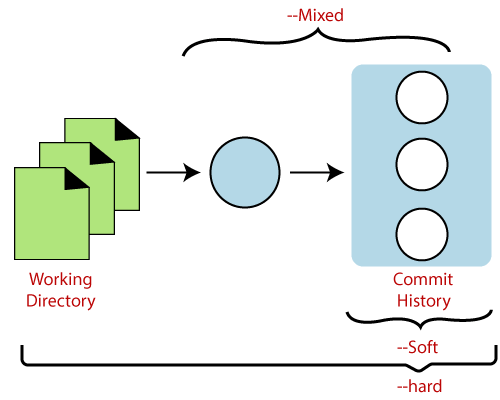 --Mixed
Working
Directory
Commit
History
--Soft
--hard